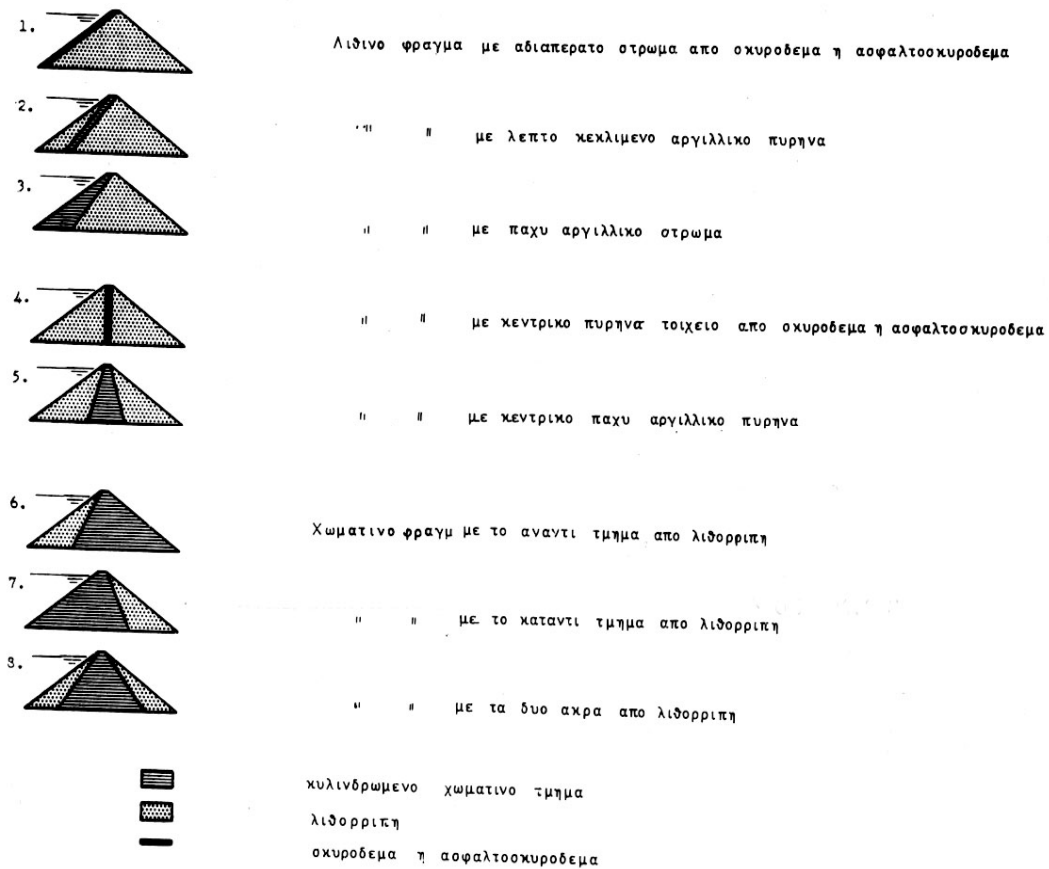 1. Λιθινο φραγμα με αδιαπερατο στρωμα απο σκυροδεμα η ασφαλτοσκυροδεμα
2. " " με λεπτο κεκλιμενο αργιλλικο πυρηνα
3. " " με παχυ αργιλλικο στρωμα
4. " " με κεντρικο πυρηνα τοιχειο απο σκυροδεμα η ασφαλτοσκυροδεμα
5. " " με κεντρικο παχυ αργιλλικο πυρηνα
6. Χωματινο φραγμ με το αναντι τμημα απο λιθορριπη
7. " " με το καταντι τμημα απο λιθορριπη
8. " " με τα δυο ακρα απο λιθορριπη
κυλινδρωμενο χωματινο τμημα
λιθορριπη
σκυροδεμα η ασφαλτοσκυροδεμα